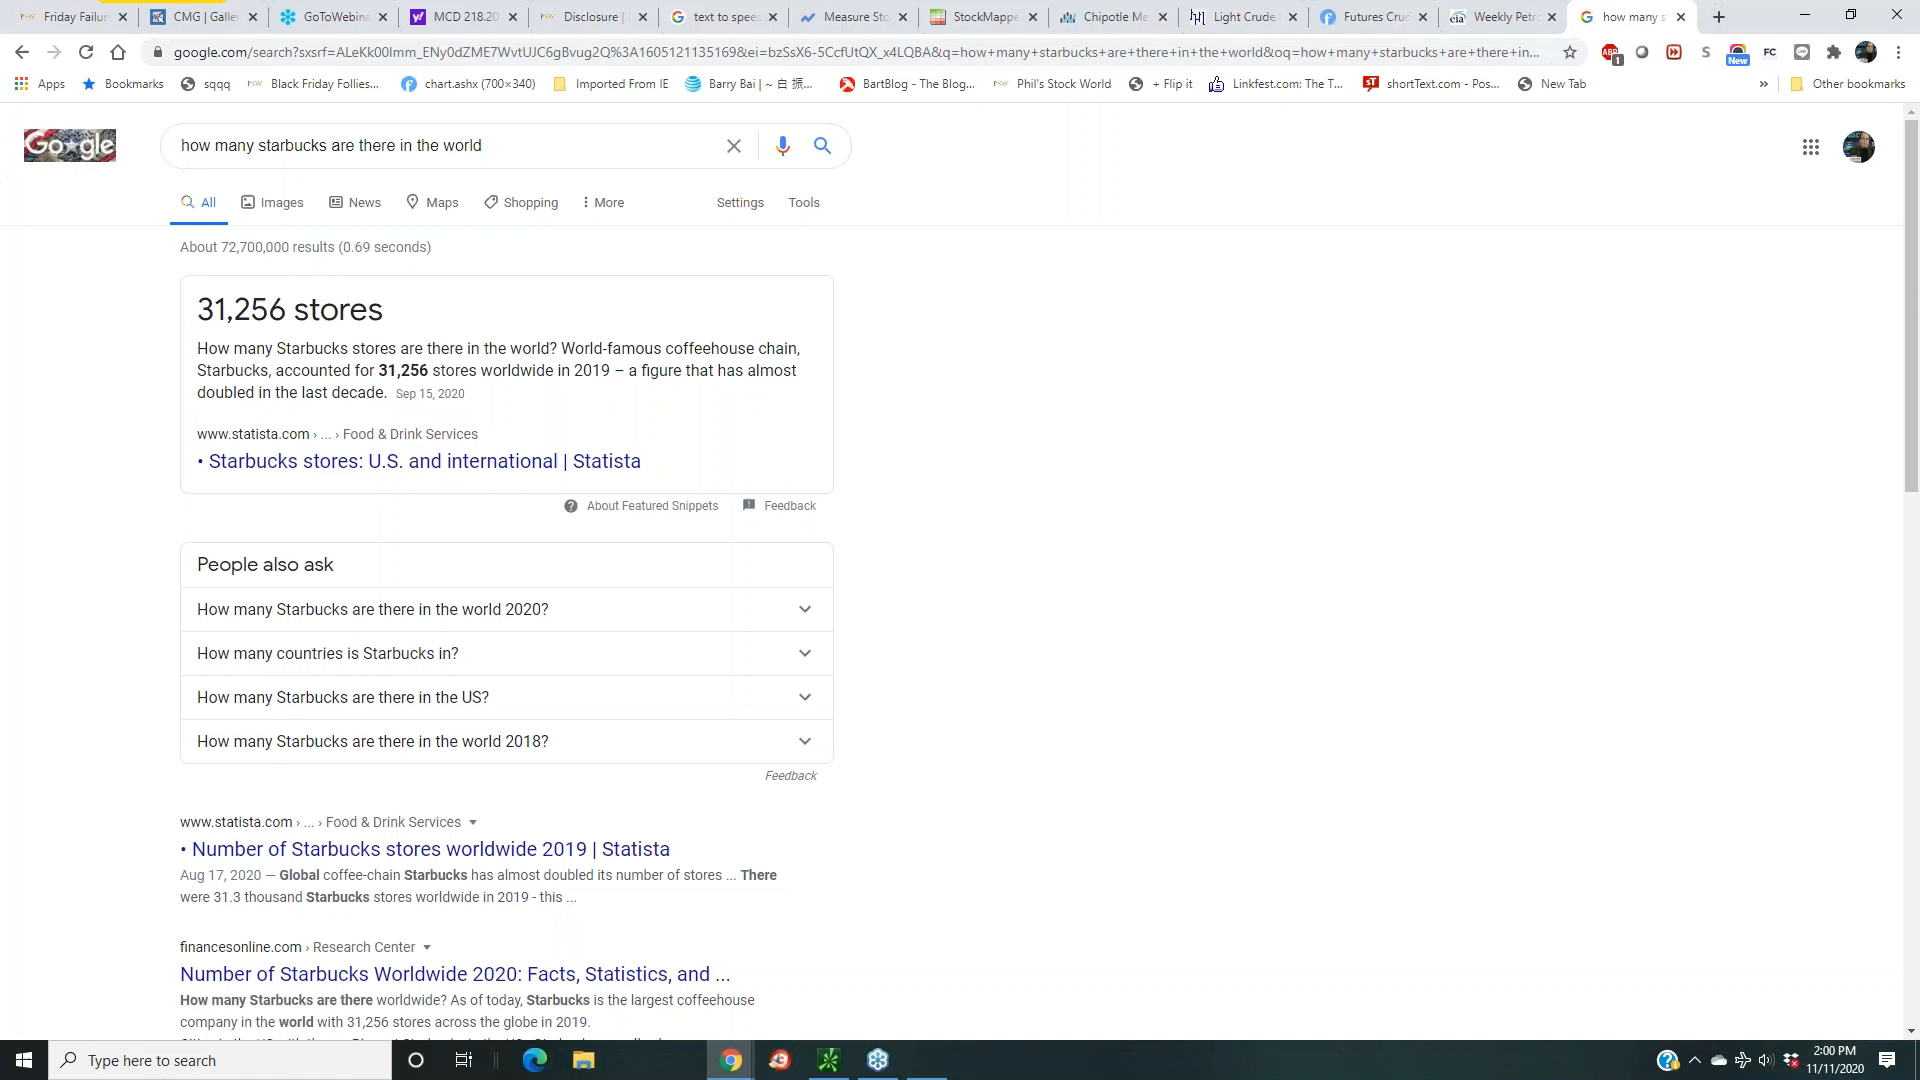 Friday Failur
CMG | Galler
GoToWebina
MCD 218.20
Disclosure |
text to speec
Measure Sto
StockMappe
Chipotle Me
Light Crude
Futures Crud
Weekly Petr
how many s
google.com/search?sxsrf=ALeKk00lmm_ENy0dZME7WvtUJC6gBvug2Q%3A1605121135169&ei=bzSsX6-5CcfUtQX_x4LQBA&q=how+many+starbucks+are+there+in+the+world&oq=how+many+starbucks+are+there+in...
ABP
1
S
New
FC
Apps
Bookmarks
sqqq
Black Friday Follies...
chart.ashx (700×340)
Imported From IE
Barry Bai | ~ 白 振...
BartBlog - The Blog...
Phil's Stock World
+ Flip it
Linkfest.com: The T...
shortText.com - Pos...
New Tab
»
Other bookmarks
Google
how many starbucks are there in the world
All
Images
News
Maps
Shopping
More
Settings
Tools
About 72,700,000 results (0.69 seconds)
31,256 stores
How many Starbucks stores are there in the world? World-famous coffeehouse chain,
Starbucks, accounted for 31,256 stores worldwide in 2019 – a figure that has almost
doubled in the last decade. Sep 15, 2020
www.statista.com › ... › Food & Drink Services
• Starbucks stores: U.S. and international | Statista
About Featured Snippets
Feedback
People also ask
How many Starbucks are there in the world 2020?
How many countries is Starbucks in?
How many Starbucks are there in the US?
How many Starbucks are there in the world 2018?
Feedback
www.statista.com › ... › Food & Drink Services
• Number of Starbucks stores worldwide 2019 | Statista
Aug 17, 2020 — Global coffee-chain Starbucks has almost doubled its number of stores ... There
were 31.3 thousand Starbucks stores worldwide in 2019 - this ...
financesonline.com › Research Center
Number of Starbucks Worldwide 2020: Facts, Statistics, and ...
How many Starbucks are there worldwide? As of today, Starbucks is the largest coffeehouse
company in the world with 31,256 stores across the globe in 2019.
Type here to search
2:00 PM
11/11/2020